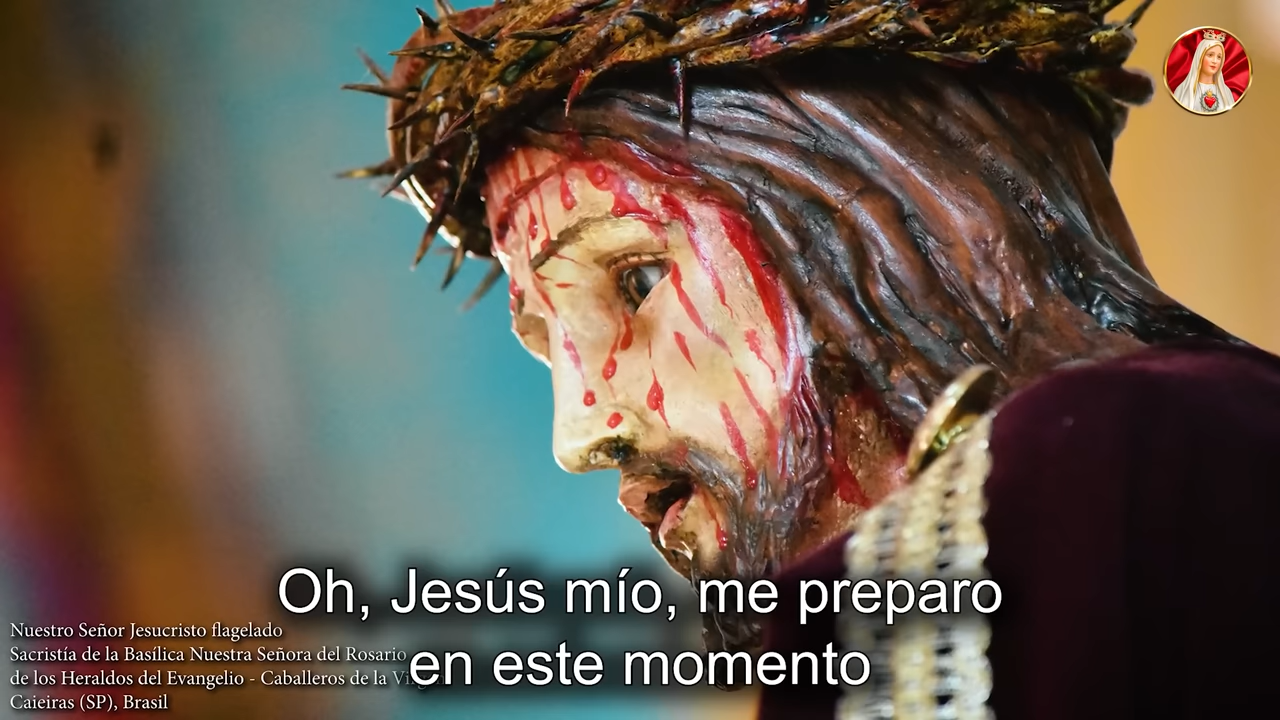 Oh, Jesús mío, me preparo
en este momento
Nuestro Señor Jesucristo flagelado
Sacristía de la Basílica Nuestra Señora del Rosario
de los Heraldos del Evangelio - Caballeros de la Virgen
Caieiras (SP), Brasil